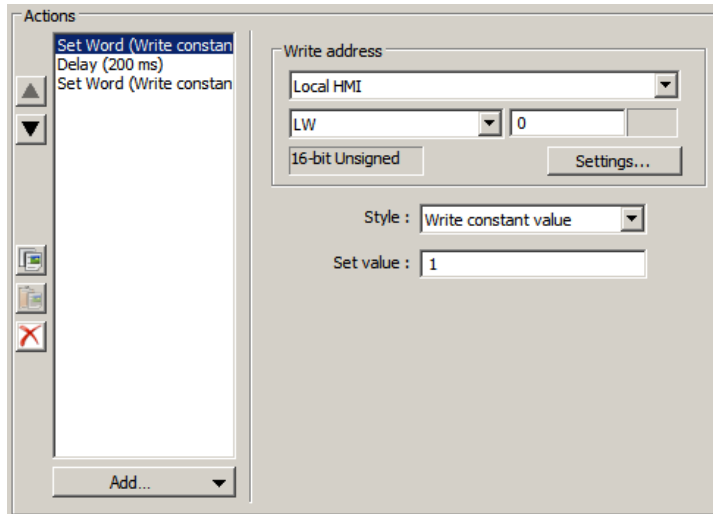 Actions
Set Word (Write constan
Delay (200 ms)
Set Word (Write constan
Add...
Write address
Local HMI
LW
0
16-bit Unsigned
Settings...
Style :
Write constant value
Set value :
1